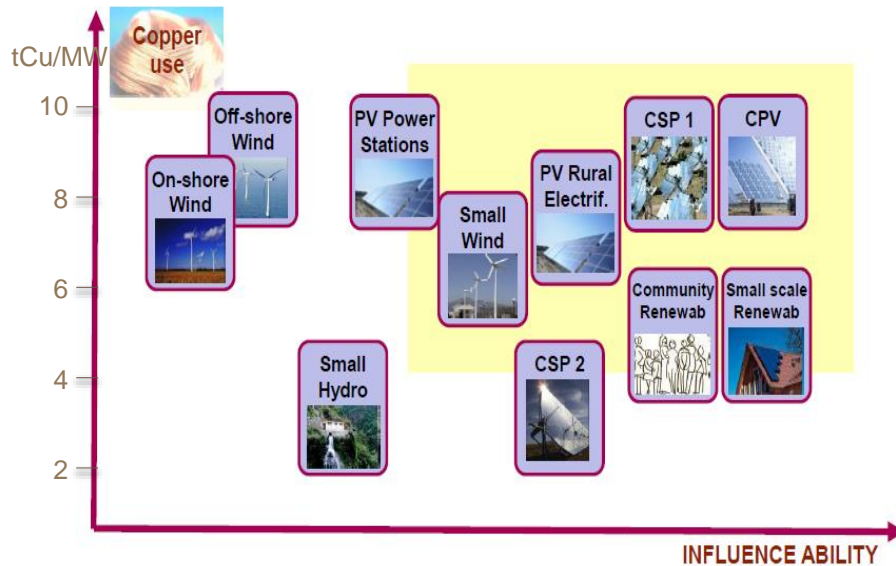 Copper
use
tCu/MW
10
8
6
4
2
Off-shore
Wind
On-shore
Wind
PV Power
Stations
Small
Wind
PV Rural
Electrif.
CSP 1
CPV
Community
Renewab
Small scale
Renewab
Small
Hydro
CSP 2
INFLUENCE ABILITY